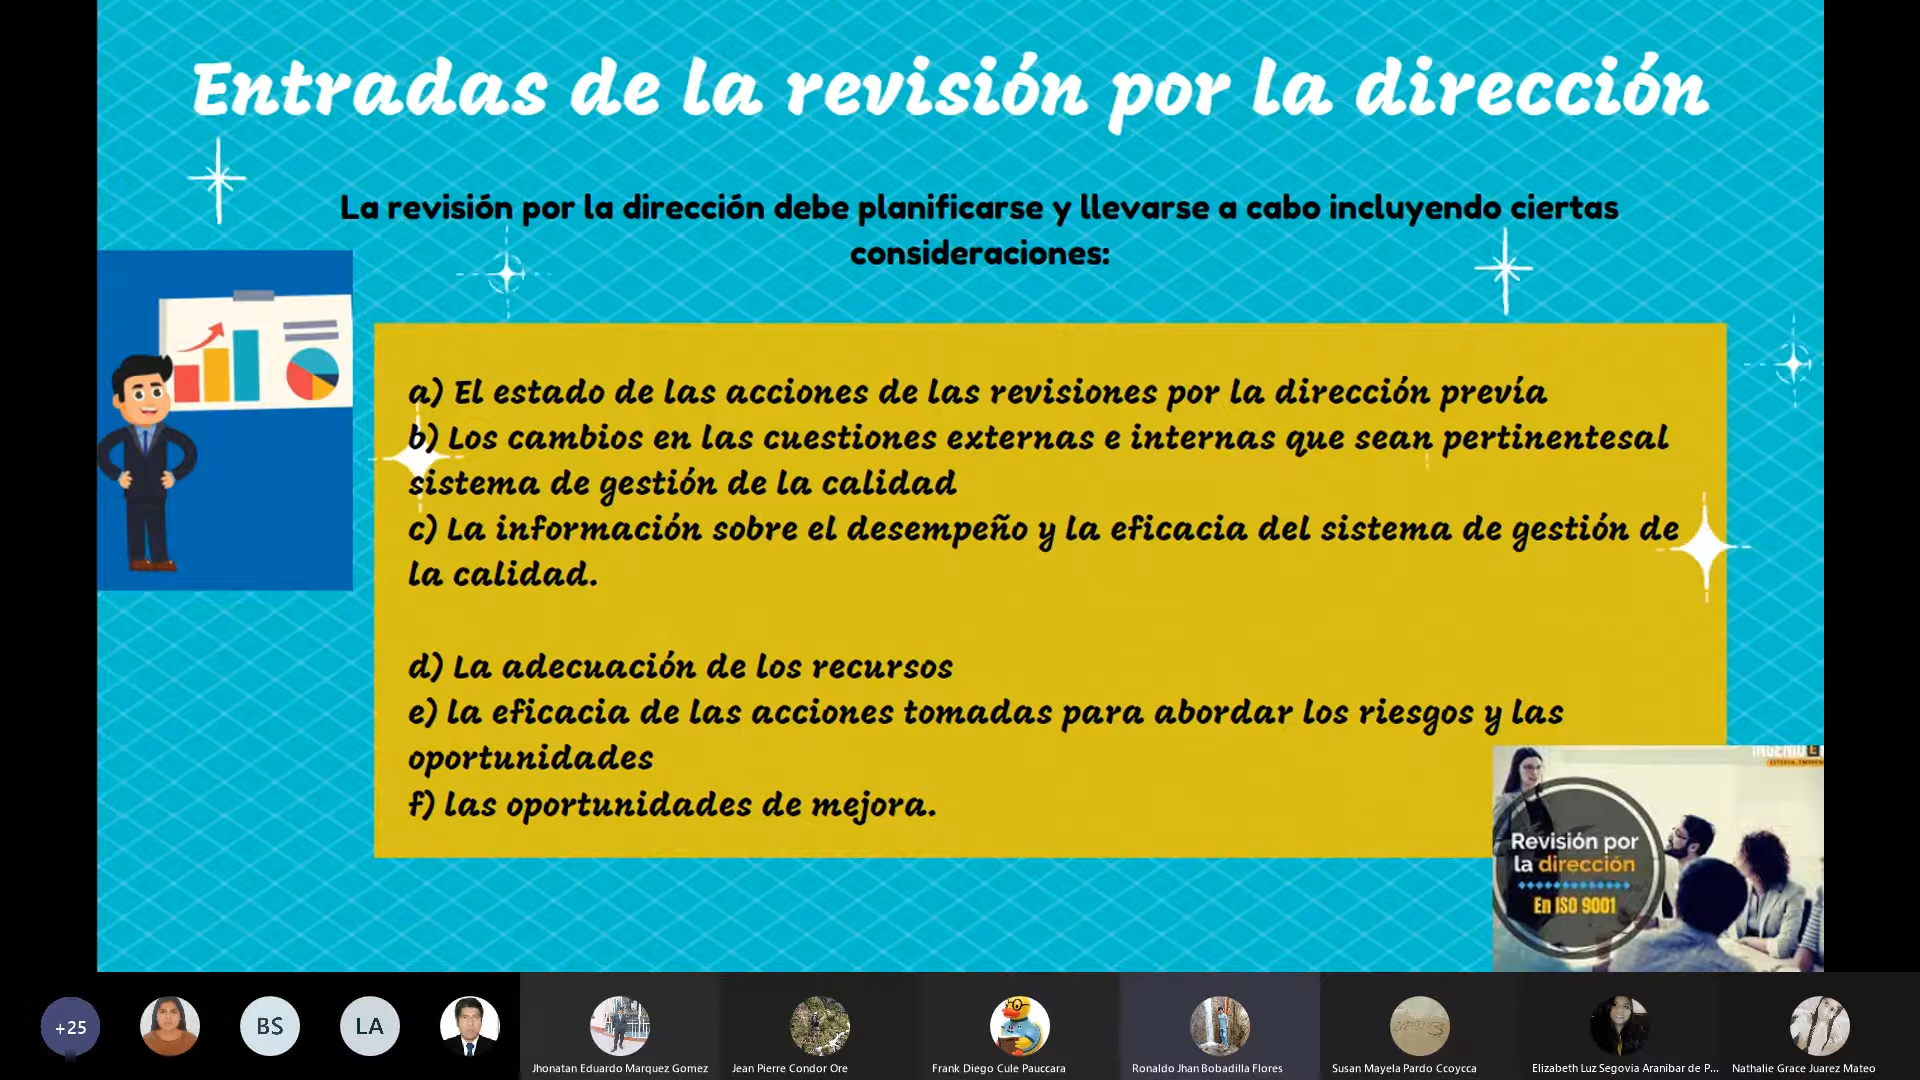 Entradas de la revisión por la dirección
La revisión por la dirección debe planificarse y llevarse a cabo incluyendo ciertas
consideraciones:
a) El estado de las acciones de las revisiones por la dirección previa
b) Los cambios en las cuestiones externas e internas que sean pertinentesal
sistema de gestión de la calidad
c) La información sobre el desempeño y la eficacia del sistema de gestión de
la calidad.
d) La adecuación de los recursos
e) la eficacia de las acciones tomadas para abordar los riesgos y las
oportunidades
f) las oportunidades de mejora.
Revisión por
la dirección
En ISO 9001
+25
BS
LA
Jhonatan Eduardo Marquez Gomez
Jean Pierre Condor Ore
Frank Diego Cule Pauccara
Ronaldo Jhan Bobadilla Flores
Susan Mayela Pardo Ccoycca
Elizabeth Luz Segovia Aranibar de P...
Nathalie Grace Juarez Mateo